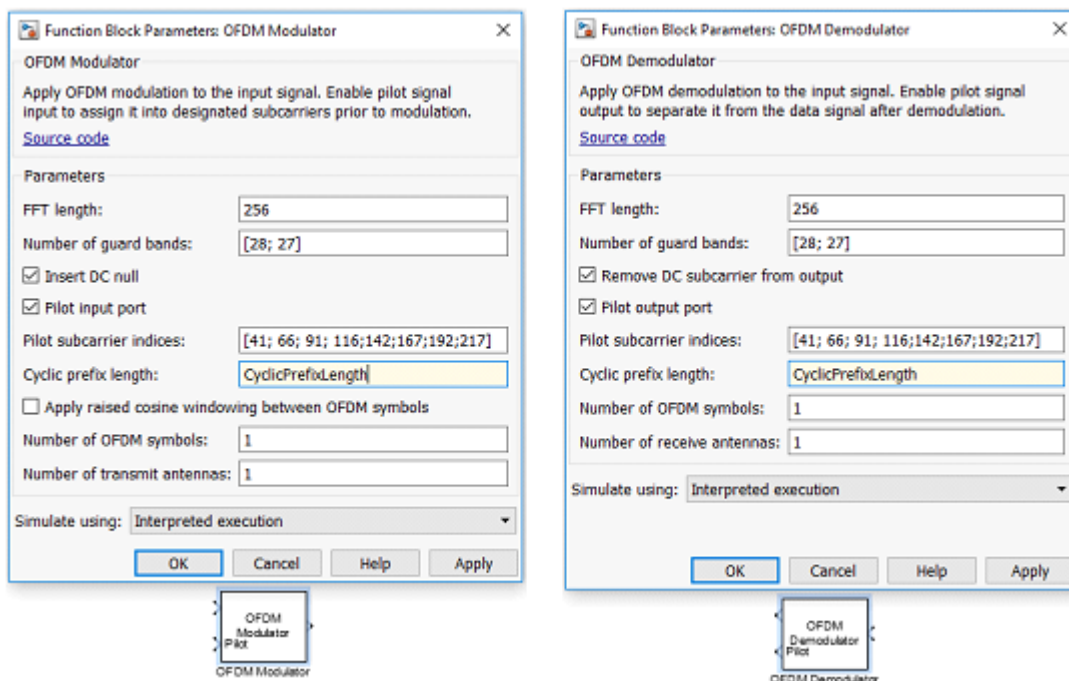 Function Block Parameters: OFDM Modulator
OFDM Modulator
Apply OFDM modulation to the input signal. Enable pilot signal
input to assign it into designated subcarriers prior to modulation.
Source code
Parameters
FFT length: 256
Number of guard bands: [28; 27]
Insert DC null
Pilot input port
Pilot subcarrier indices: [41; 66; 91; 116;142;167;192;217]
Cyclic prefix length: CyclicPrefixLength
Apply raised cosine windowing between OFDM symbols
Number of OFDM symbols: 1
Number of transmit antennas: 1
Simulate using: Interpreted execution
OK Cancel Help Apply
OFDM
Modulator
Pilot
OFDM Modulator
Function Block Parameters: OFDM Demodulator
OFDM Demodulator
Apply OFDM demodulation to the input signal. Enable pilot signal
output to separate it from the data signal after demodulation.
Source code
Parameters
FFT length: 256
Number of guard bands: [28; 27]
Remove DC subcarrier from output
Pilot output port
Pilot subcarrier indices: [41; 66; 91; 116;142;167;192;217]
Cyclic prefix length: CyclicPrefixLength
Number of OFDM symbols: 1
Number of receive antennas: 1
Simulate using: Interpreted execution
OK Cancel Help Apply
OFDM
Demodulator
Pilot
OFDM Demodulator